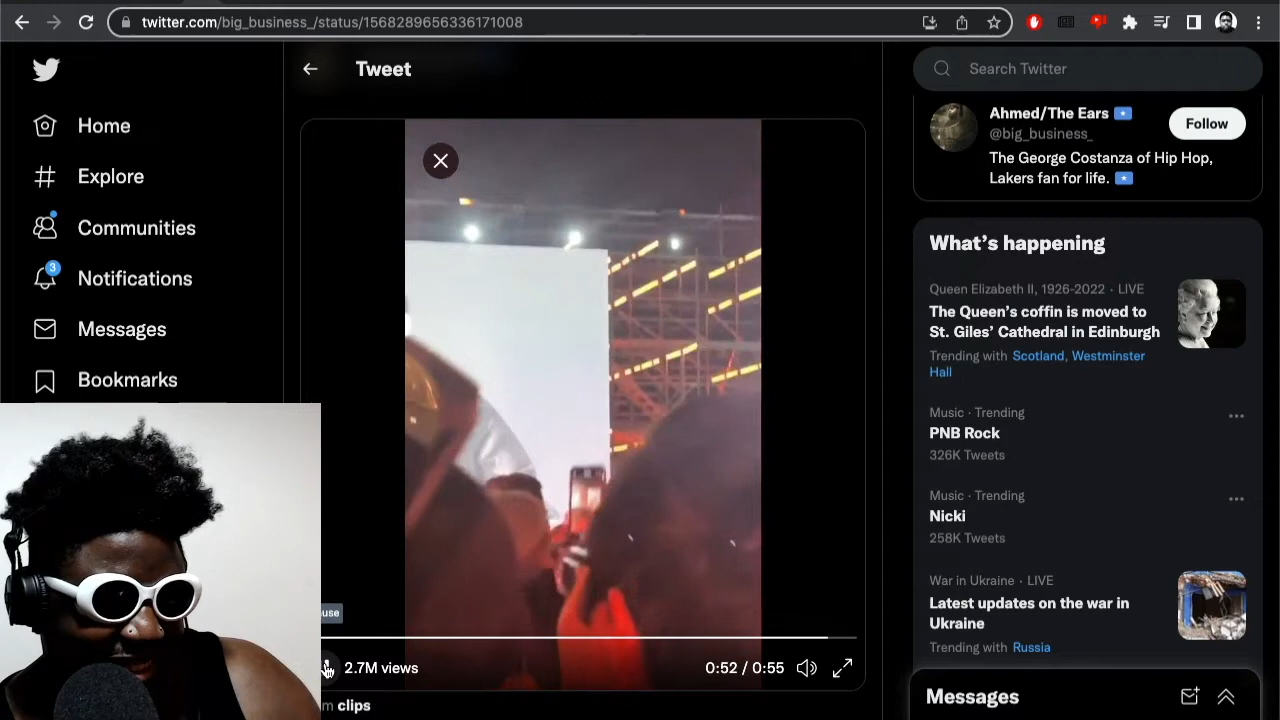 twitter.com/big_business_/status/1568289656336171008
Tweet
Search Twitter
Home
Explore
Communities
3
Notifications
Messages
Bookmarks
Ahmed/The Ears
@big_business_
Follow
The George Costanza of Hip Hop,
Lakers fan for life.
What's happening
Queen Elizabeth II, 1926-2022 · LIVE
The Queen's coffin is moved to
St. Giles' Cathedral in Edinburgh
Trending with Scotland, Westminster
Hall
Music · Trending
PNB Rock
326K Tweets
Music · Trending
Nicki
258K Tweets
War in Ukraine · LIVE
Latest updates on the war in
Ukraine
Trending with Russia
Messages
use
2.7M views
0:52 / 0:55
m clips